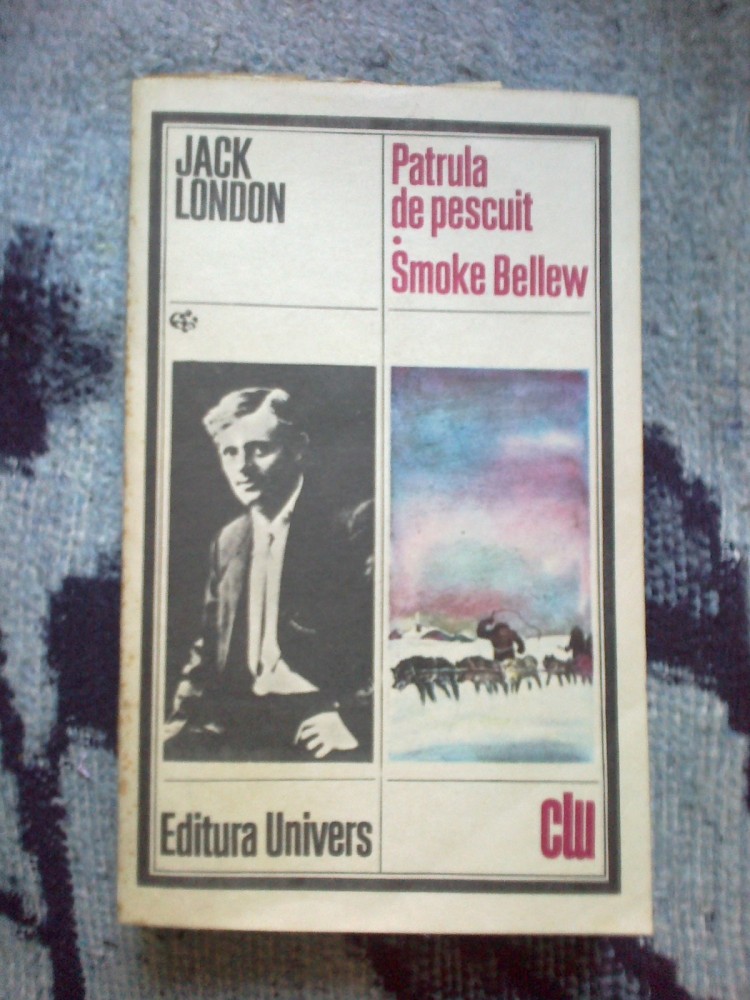 JACK
LONDON
Patrula
de pescuit
•
Smoke Bellew
Editura Univers
clu